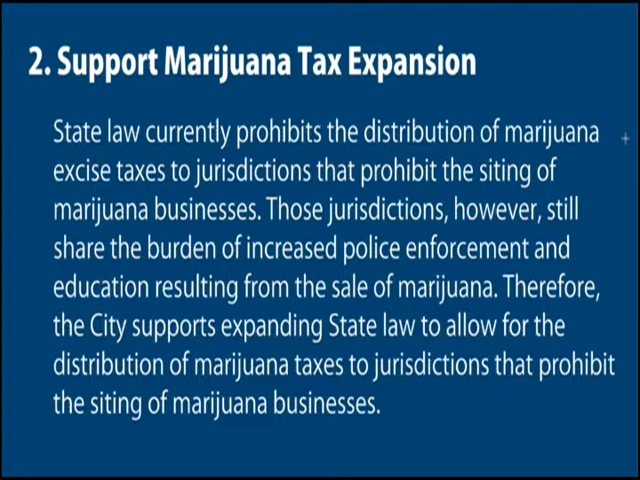 2. Support Marijuana Tax Expansion
State law currently prohibits the distribution of marijuana
excise taxes to jurisdictions that prohibit the siting of
marijuana businesses. Those jurisdictions, however, still
share the burden of increased police enforcement and
education resulting from the sale of marijuana. Therefore,
the City supports expanding State law to allow for the
distribution of marijuana taxes to jurisdictions that prohibit
the siting of marijuana businesses.